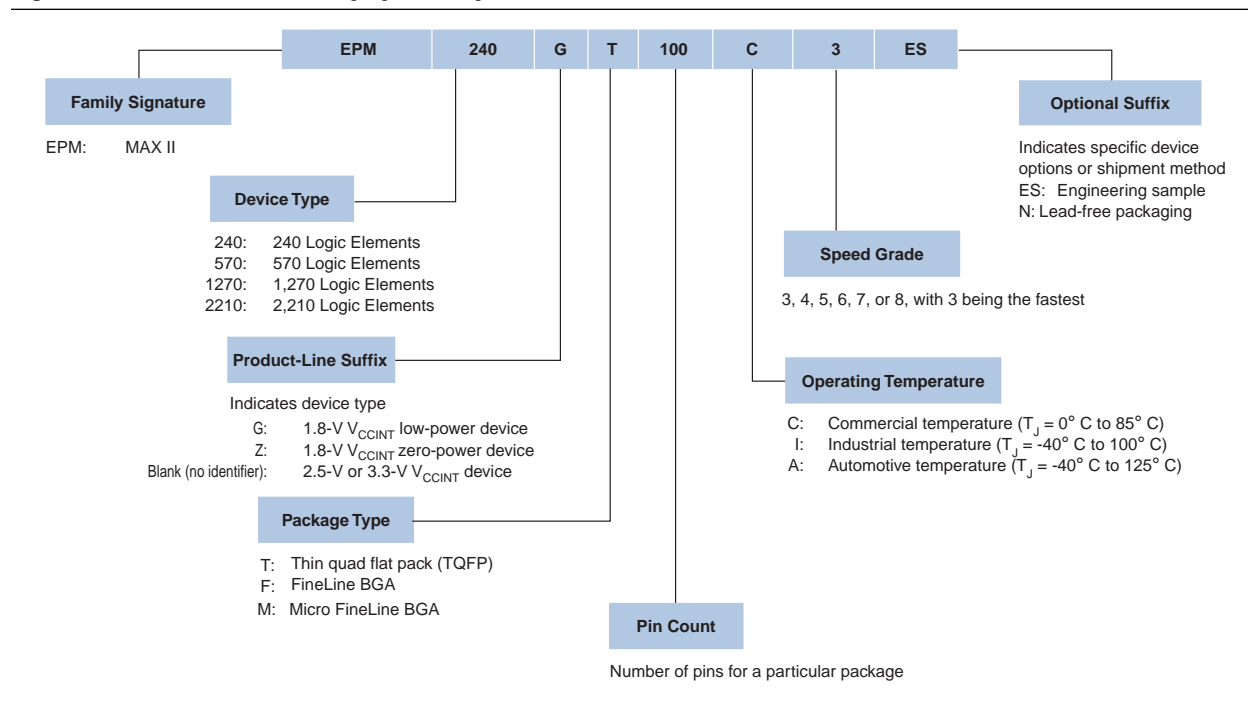 EPM 240 G T 100 C 3 ES
Family Signature
EPM: MAX II
Optional Suffix
Indicates specific device
options or shipment method
ES: Engineering sample
N: Lead-free packaging
Device Type
240: 240 Logic Elements
570: 570 Logic Elements
1270: 1,270 Logic Elements
2210: 2,210 Logic Elements
Speed Grade
3, 4, 5, 6, 7, or 8, with 3 being the fastest
Product-Line Suffix
Indicates device type
G: 1.8-V VCCINT low-power device
Z: 1.8-V VCCINT zero-power device
Blank (no identifier): 2.5-V or 3.3-V VCCINT device
Operating Temperature
C: Commercial temperature (TJ = 0° C to 85° C)
I: Industrial temperature (TJ = -40° C to 100° C)
A: Automotive temperature (TJ = -40° C to 125° C)
Package Type
T: Thin quad flat pack (TQFP)
F: FineLine BGA
M: Micro FineLine BGA
Pin Count
Number of pins for a particular package